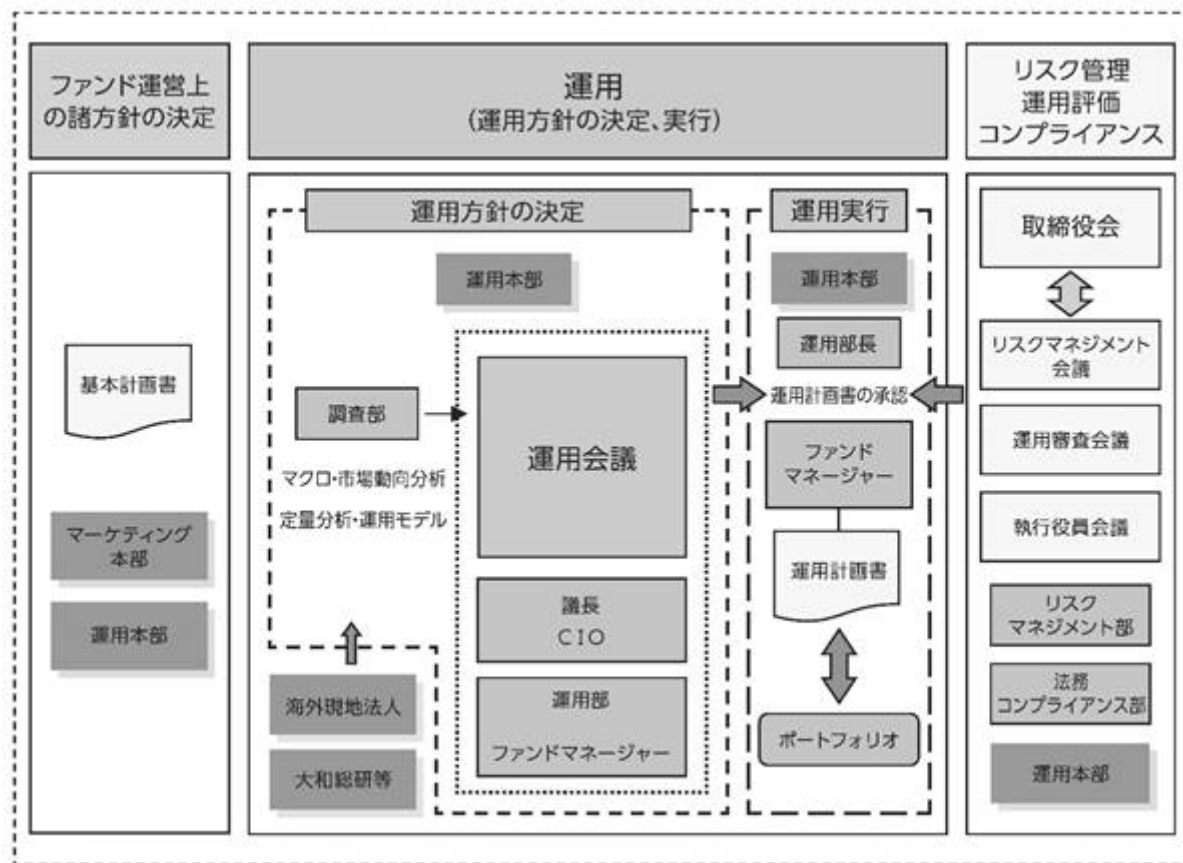 ファンド運営上
の諸方針の決定
運用
(運用方針の決定、実行)
リスク管理
運用評価
コンプライアンス
基本計画書
マーケティング
本部
運用本部
運用方針の決定
運用本部
調査部
マクロ・市場動向分析
定量分析・運用モデル
海外現地法人
大和総研等
運用会議
議長
CIO
運用部
ファンドマネージャー
運用実行
運用本部
運用部長
運用計画書の承認
ファンド
マネージャー
運用計画書
ポートフォリオ
取締役会
リスクマネジメント
会議
運用審査会議
執行役員会議
リスク
マネジメント部
法務
コンプライアンス部
運用本部